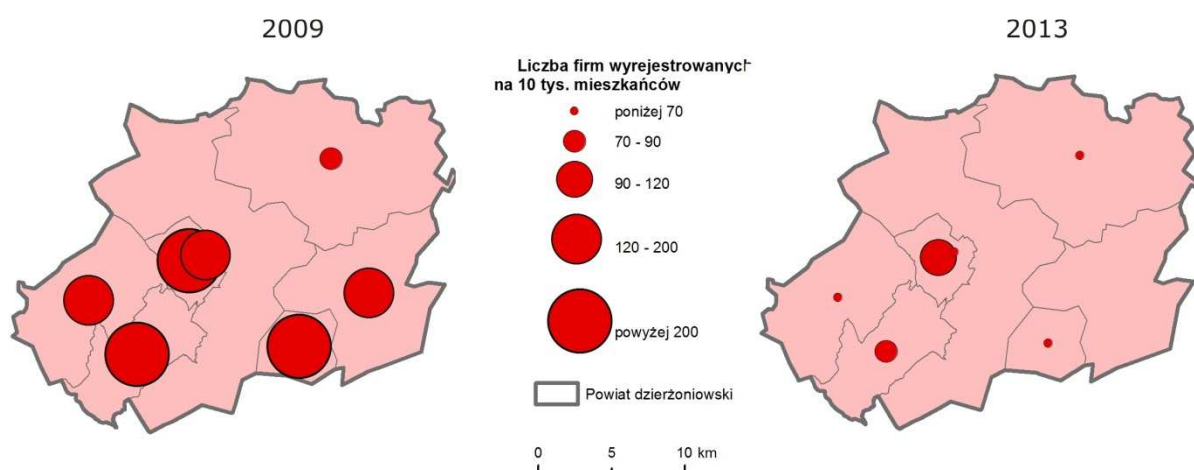 2009
2013
Liczba firm wyrejestrowanych
na 10 tys. mieszkańców
poniżej 70
70 - 90
90 - 120
120 - 200
powyżej 200
Powiat dzierżoniowski
0 5 10 km